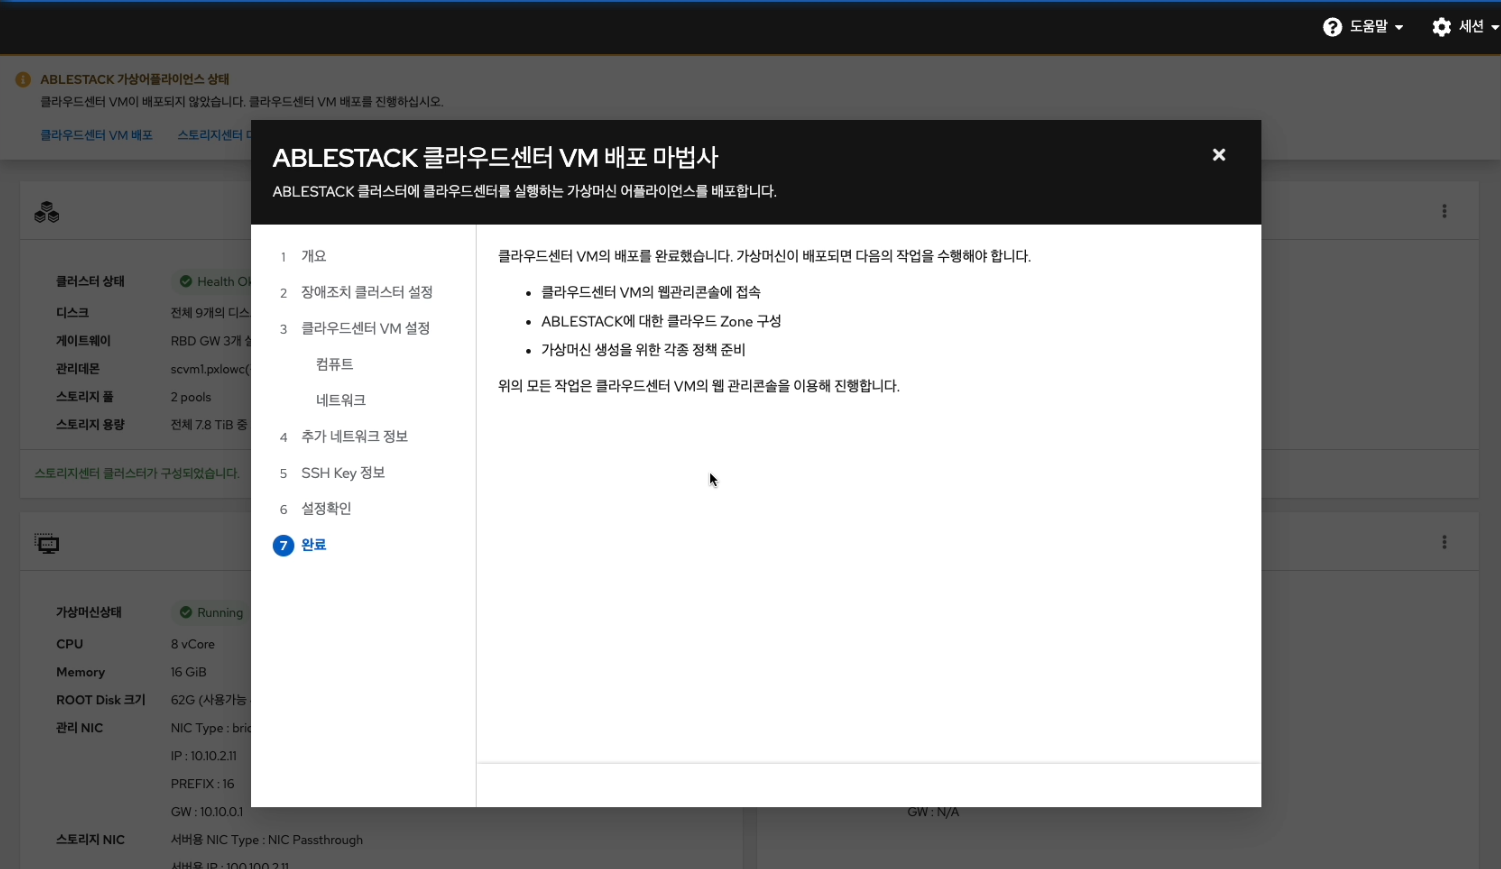 도움말
세션
ABLESTACK 가상어플라이언스 상태
클라우드센터 VM이 배포되지 않았습니다. 클라우드센터 VM 배포를 진행하십시오.
클라우드센터 VM 배포
스토리지센터
ABLESTACK 클라우드센터 VM 배포 마법사
ABLESTACK 클러스터에 클라우드센터를 실행하는 가상머신 어플라이언스를 배포합니다.
1 개요
2 장애조치 클러스터 설정
3 클라우드센터 VM 설정
컴퓨트
네트워크
4 추가 네트워크 정보
5 SSH Key 정보
6 설정확인
7 완료
클라우드센터 VM의 배포를 완료했습니다. 가상머신이 배포되면 다음의 작업을 수행해야 합니다.
• 클라우드센터 VM의 웹관리콘솔에 접속
• ABLESTACK에 대한 클라우드 Zone 구성
• 가상머신 생성을 위한 각종 정책 준비
위의 모든 작업은 클라우드센터 VM의 웹 관리콘솔을 이용해 진행합니다.
클러스터 상태 Health
디스크 전체 9개의
게이트웨이 RBD GW 3개
관리데몬 scvm1.pxlowc(
스토리지 풀 2 pools
스토리지 용량 전체 7.8 TiB 중
스토리지센터 클러스터가 구성되었습니다.
가상머신상태 Running
CPU 8 vCore
Memory 16 GiB
ROOT Disk 크기 62G (사용가능
관리 NIC NIC Type :
IP : 10.10.2.11
PREFIX : 16
GW : 10.10.0.1
GW : N/A
스토리지 NIC 서버용 NIC Type : NIC Passthrough
서버용 IP : 100.100.2.11